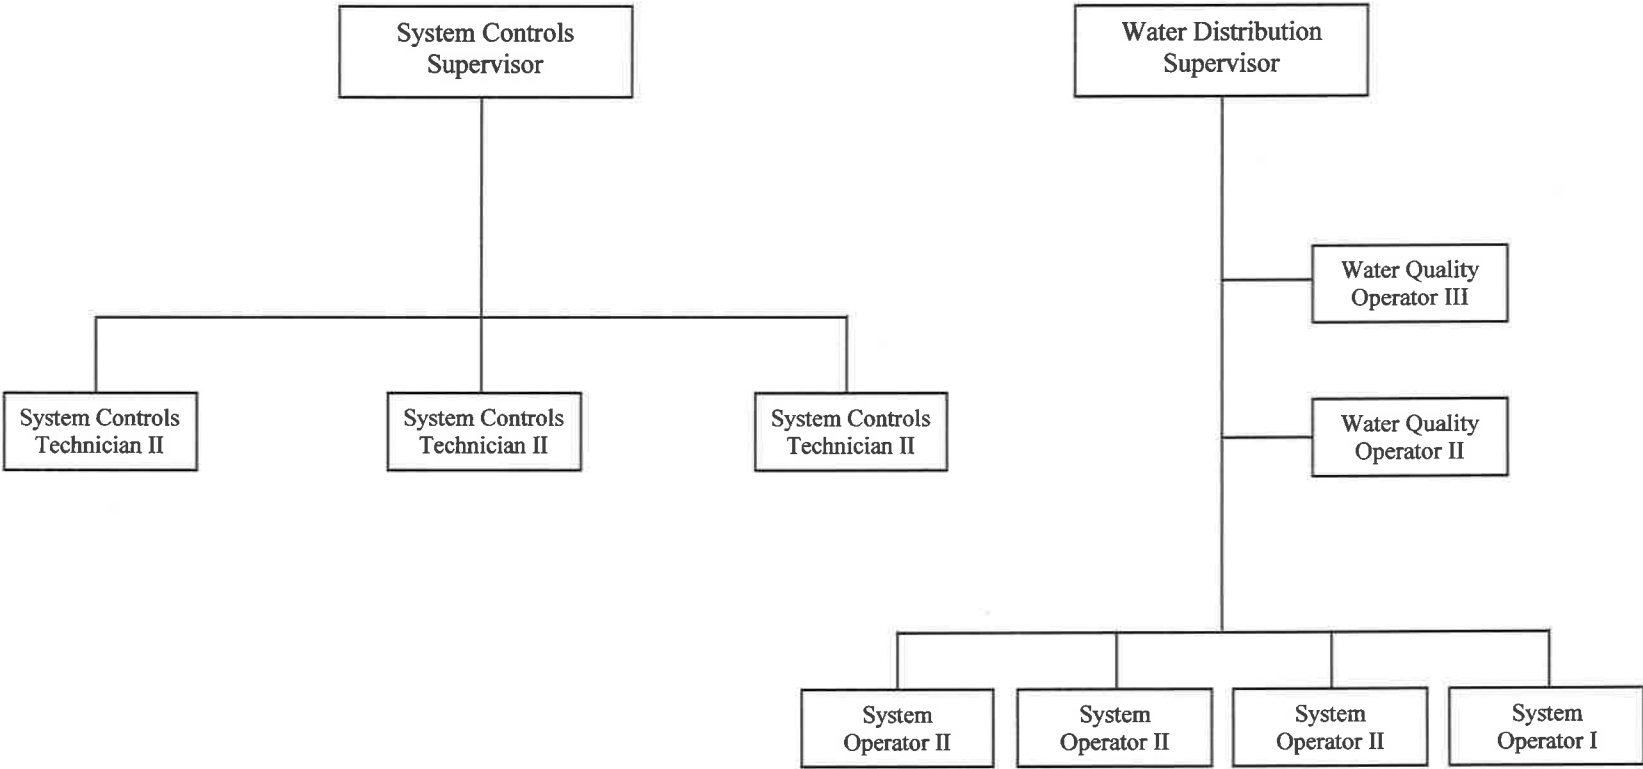 System Controls
Supervisor
Water Distribution
Supervisor
Water Quality
Operator III
Water Quality
Operator II
System Controls
Technician II
System Controls
Technician II
System Controls
Technician II
System
Operator II
System
Operator II
System
Operator II
System
Operator I